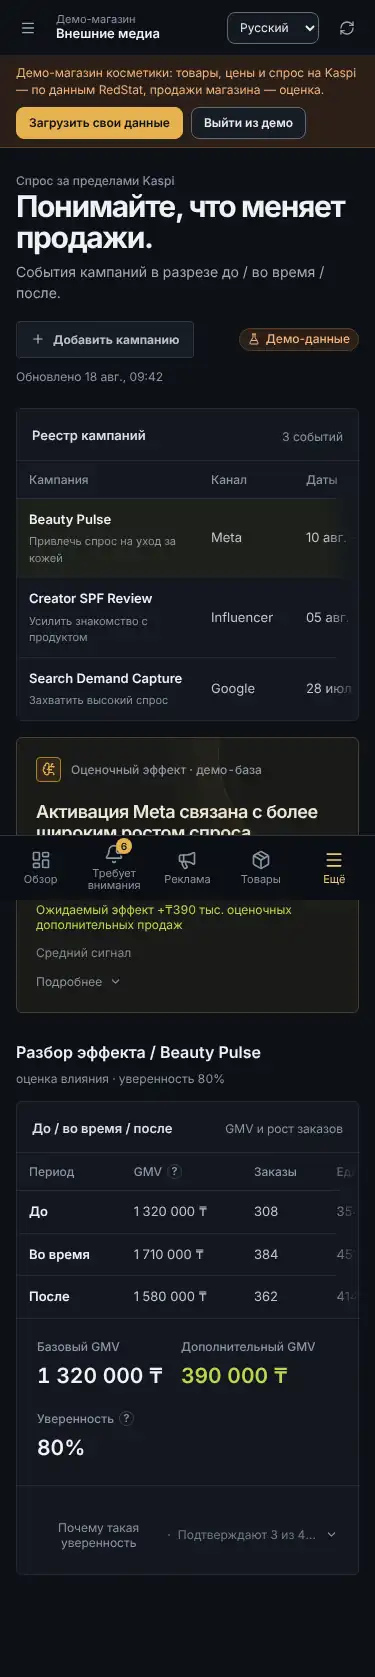 Демо-магазин
Внешние медиа
Русский
Демо-магазин косметики: товары, цены и спрос на Kaspi
— по данным RedStat, продажи магазина — оценка.
Загрузить свои данные
Выйти из демо
Спрос за пределами Kaspi
Понимайте, что меняет
продажи.
События кампаний в разрезе до / во время /
после.
+ Добавить кампанию
Демо-данные
Обновлено 18 авг., 09:42
Реестр кампаний
3 событий
Кампания Канал Даты
Beauty Pulse
Привлечь спрос на уход за
кожей
Meta
10 авг.
Creator SPF Review
Усилить знакомство с
продуктом
Influencer
05 авг.
Search Demand Capture
Захватить высокий спрос
Google
28 июл
Оценочный эффект · демо-база
Активация Meta связана с более
широким ростом спроса
6
Обзор
Требует
внимания
Реклама
Товары
Ещё
Ожидаемый эффект +₸390 тыс. оценочных
дополнительных продаж
Средний сигнал
Подробнее
Разбор эффекта / Beauty Pulse
оценка влияния · уверенность 80%
До / во время / после
GMV и рост заказов
Период GMV ? Заказы
До 1 320 000 ₸ 308
Во время 1 710 000 ₸ 384
После 1 580 000 ₸ 362
Базовый GMV
1 320 000 ₸
Дополнительный GMV
390 000 ₸
Уверенность ?
80%
Почему такая
уверенность
· Подтверждают 3 из 4...